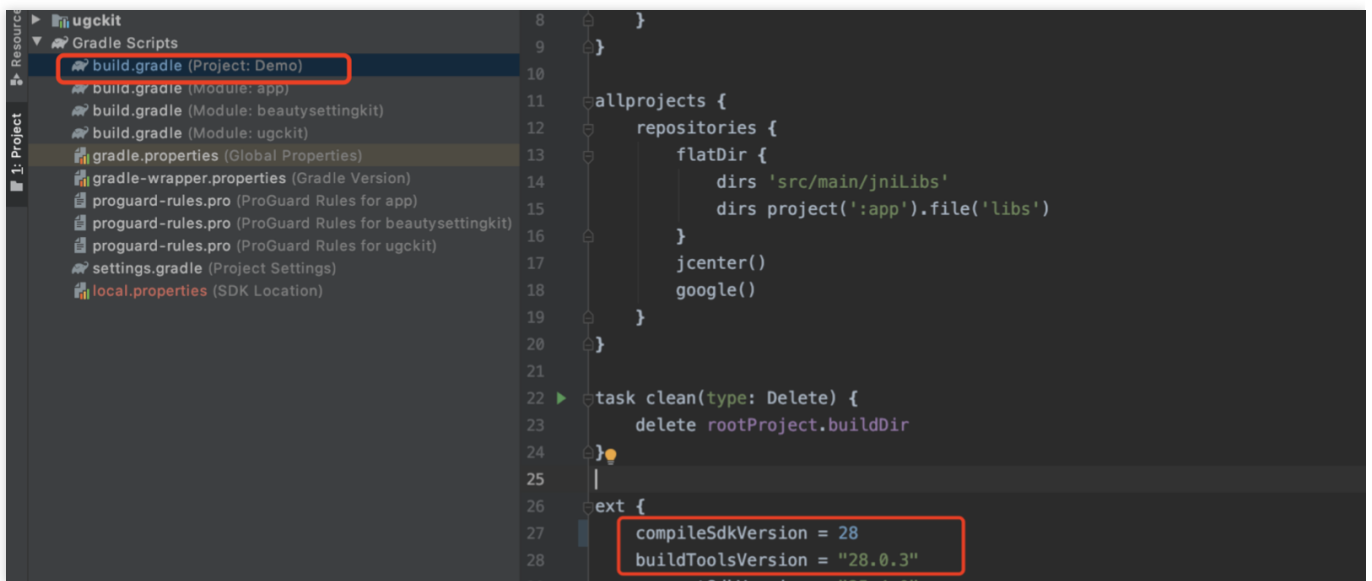 Resource
1: Project
ugckit
Gradle Scripts
build.gradle (Project: Demo)
build.gradle (Module: app)
build.gradle (Module: beautysettingkit)
build.gradle (Module: ugckit)
gradle.properties (Global Properties)
gradle-wrapper.properties (Gradle Version)
proguard-rules.pro (ProGuard Rules for app)
proguard-rules.pro (ProGuard Rules for beautysettingkit)
proguard-rules.pro (ProGuard Rules for ugckit)
settings.gradle (Project Settings)
local.properties (SDK Location)
8 }
9 }
10
11 allprojects {
12 repositories {
13 flatDir {
14 dirs 'src/main/jniLibs'
15 dirs project(':app').file('libs')
16 }
17 jcenter()
18 google()
19 }
20 }
21
22 task clean(type: Delete) {
23 delete rootProject.buildDir
24 }
25
26 ext {
27 compileSdkVersion = 28
28 buildToolsVersion = "28.0.3"